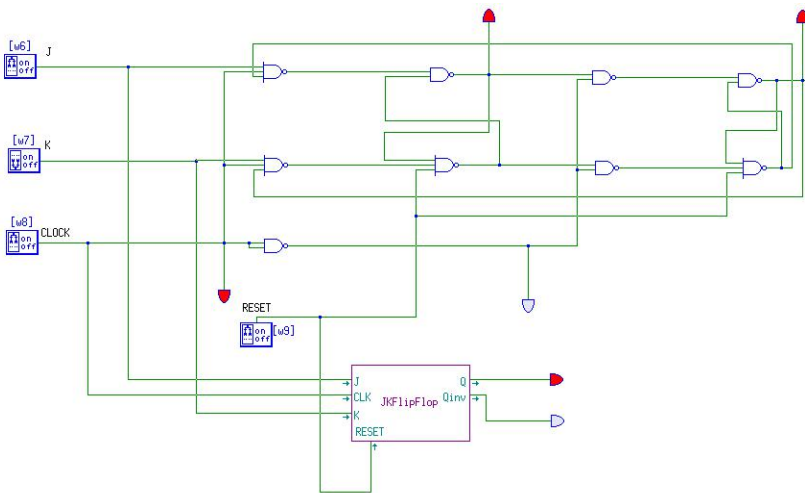 [w6]
J
on
off
[w7]
K
on
off
[w8]
CLOCK
on
off
RESET
on
off
[w9]
J
Q
CLK
Qinv
JKFlipFlop
K
RESET